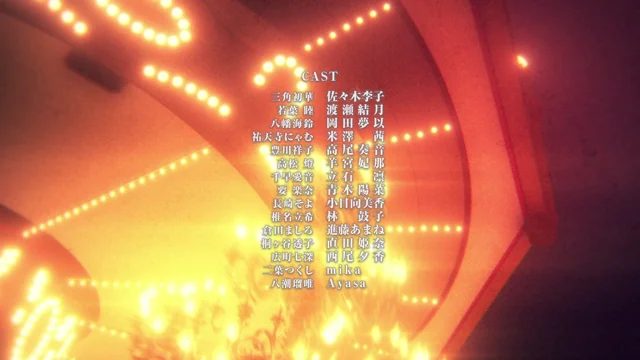 CAST
三角初華 佐々木李子
若葉 睦 渡瀬結月
八幡海鈴 岡田夢以
祐天寺にゃむ 米澤 茜
豊川祥子 高尾奏音
高松 燈 羊宮妃那
千早愛音 立石 凛
要 楽奈 青木陽菜
長崎そよ 小日向美香
椎名立希 林 鼓子
倉田ましろ 進藤あまね
桐ヶ谷透子 直田姫奈
広町七深 西尾夕香
二葉つくし mika
八潮瑠唯 Ayasa